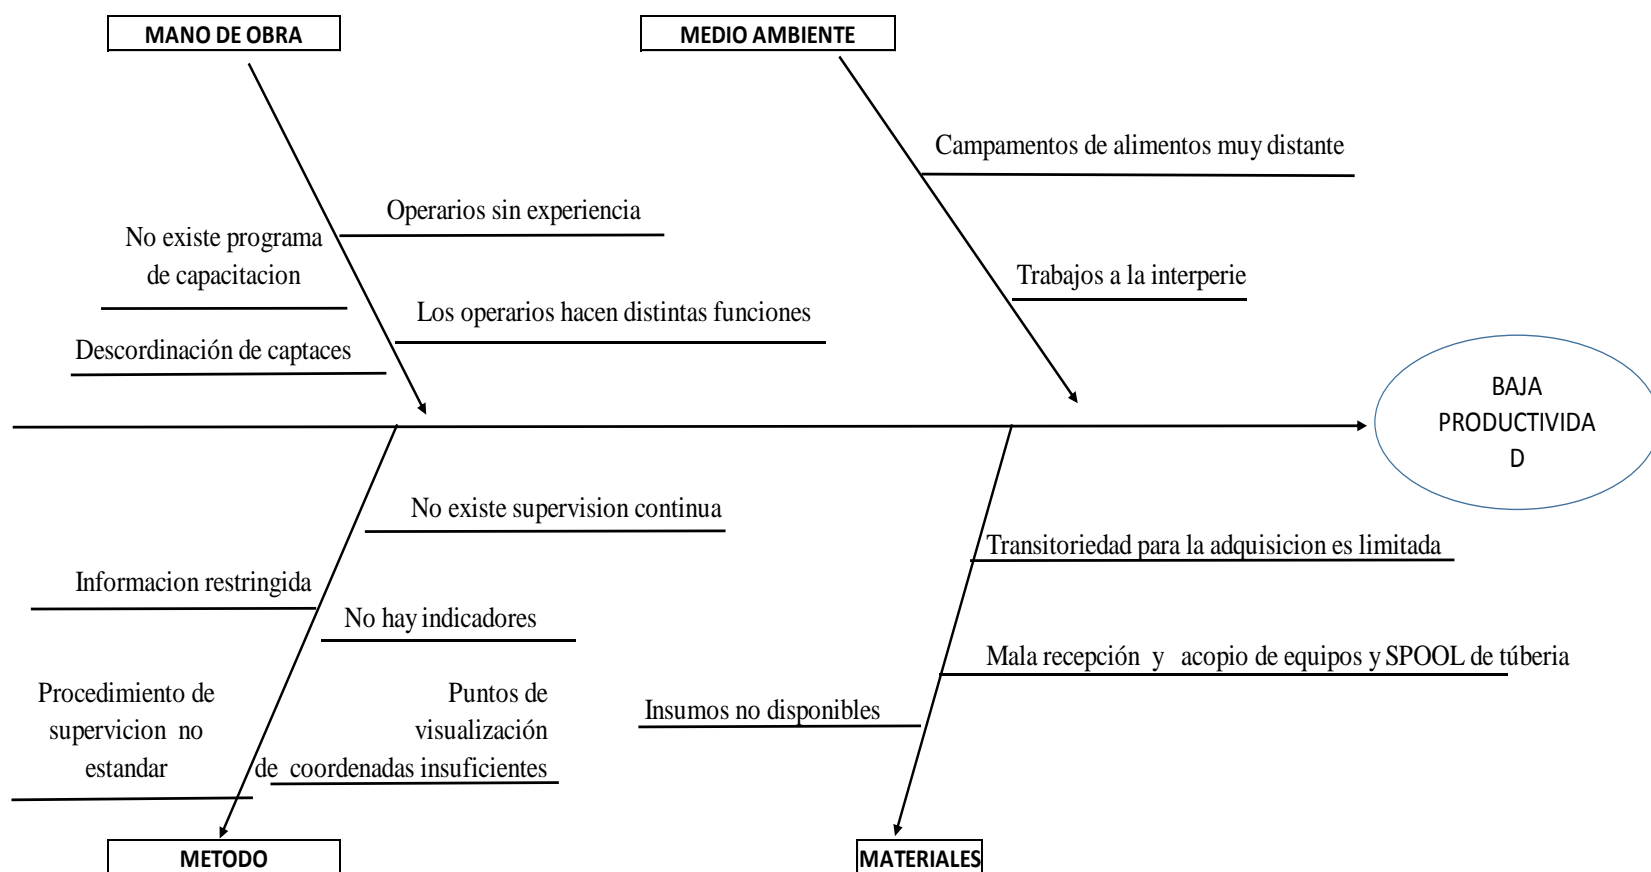 MANO DE OBRA
MEDIO AMBIENTE
Campamentos de alimentos muy distante
Operarios sin experiencia
No existe programa
de capacitacion
Trabajos a la interperie
Los operarios hacen distintas funciones
Descordinación de captaces
BAJA
PRODUCTIVIDA
D
No existe supervision continua
Transitoriedad para la adquisicion es limitada
Informacion restringida
No hay indicadores
Mala recepción y acopio de equipos y SPOOL de túberia
Procedimiento de
supervicion no
estandar
Puntos de
visualización
de coordenadas insuficientes
Insumos no disponibles
METODO
MATERIALES